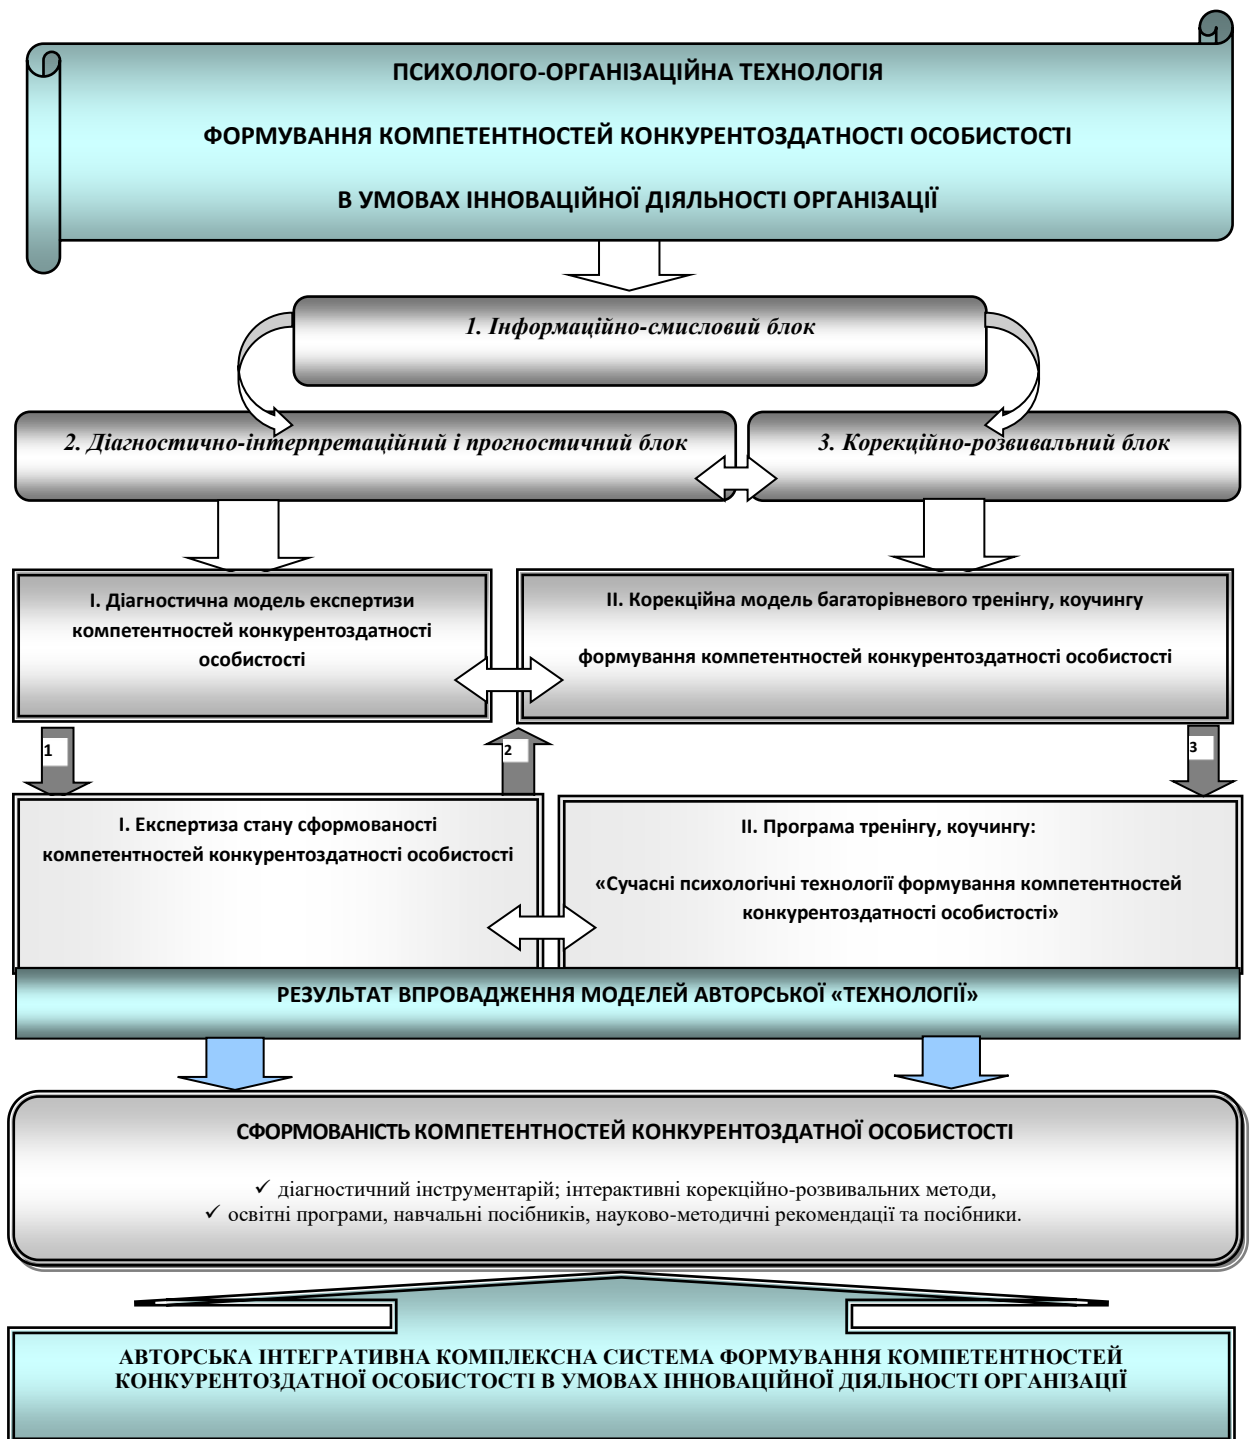 ПСИХОЛОГО-ОРГАНІЗАЦІЙНА ТЕХНОЛОГІЯ
ФОРМУВАННЯ КОМПЕТЕНТНОСТЕЙ КОНКУРЕНТОЗДАТНОСТІ ОСОБИСТОСТІ
В УМОВАХ ІННОВАЦІЙНОЇ ДІЯЛЬНОСТІ ОРГАНІЗАЦІЇ
1. Інформаційно-смисловий блок
2. Діагностично-інтерпретаційний і прогностичний блок
3. Корекційно-розвивальний блок
І. Діагностична модель експертизи
компетентностей конкурентоздатності
особистості
ІІ. Корекційна модель багаторівневого тренінгу, коучингу
формування компетентностей конкурентоздатності особистості
1
2
3
І. Експертиза стану сформованості
компетентностей конкурентоздатності особистості
ІІ. Програма тренінгу, коучингу:
«Сучасні психологічні технології формування компетентностей
конкурентоздатності особистості»
РЕЗУЛЬТАТ ВПРОВАДЖЕННЯ МОДЕЛЕЙ АВТОРСЬКОЇ «ТЕХНОЛОГІЇ»
СФОРМОВАНІСТЬ КОМПЕТЕНТНОСТЕЙ КОНКУРЕНТОЗДАТНОЇ ОСОБИСТОСТІ
✓ діагностичний інструментарій; інтерактивні корекційно-розвивальних методи,
✓ освітні програми, навчальні посібників, науково-методичні рекомендації та посібники.
АВТОРСЬКА ІНТЕГРАТИВНА КОМПЛЕКСНА СИСТЕМА ФОРМУВАННЯ КОМПЕТЕНТНОСТЕЙ
КОНКУРЕНТОЗДАТНОЇ ОСОБИСТОСТІ В УМОВАХ ІННОВАЦІЙНОЇ ДІЯЛЬНОСТІ ОРГАНІЗАЦІЇ